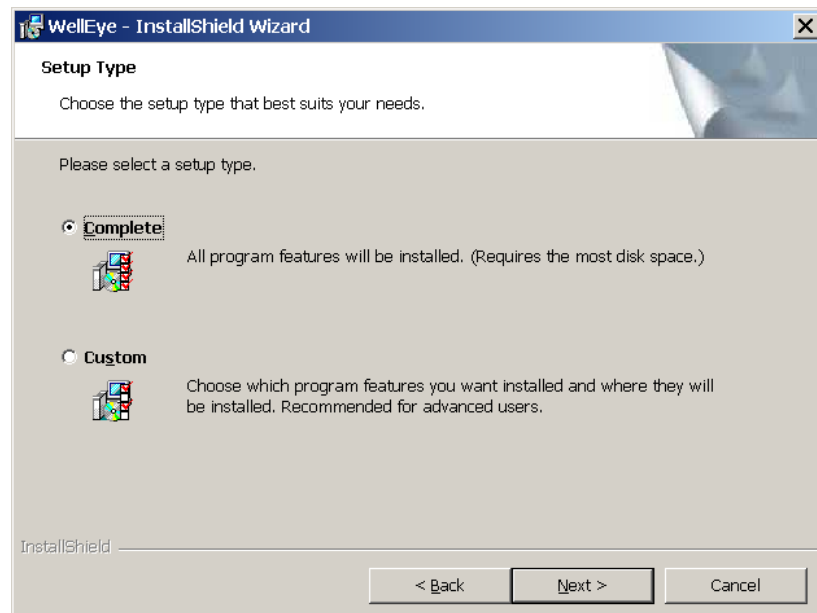 WellEye - InstallShield Wizard
Setup Type
Choose the setup type that best suits your needs.
Please select a setup type.
Complete
All program features will be installed. (Requires the most disk space.)
Custom
Choose which program features you want installed and where they will
be installed. Recommended for advanced users.
InstallShield
< Back Next > Cancel